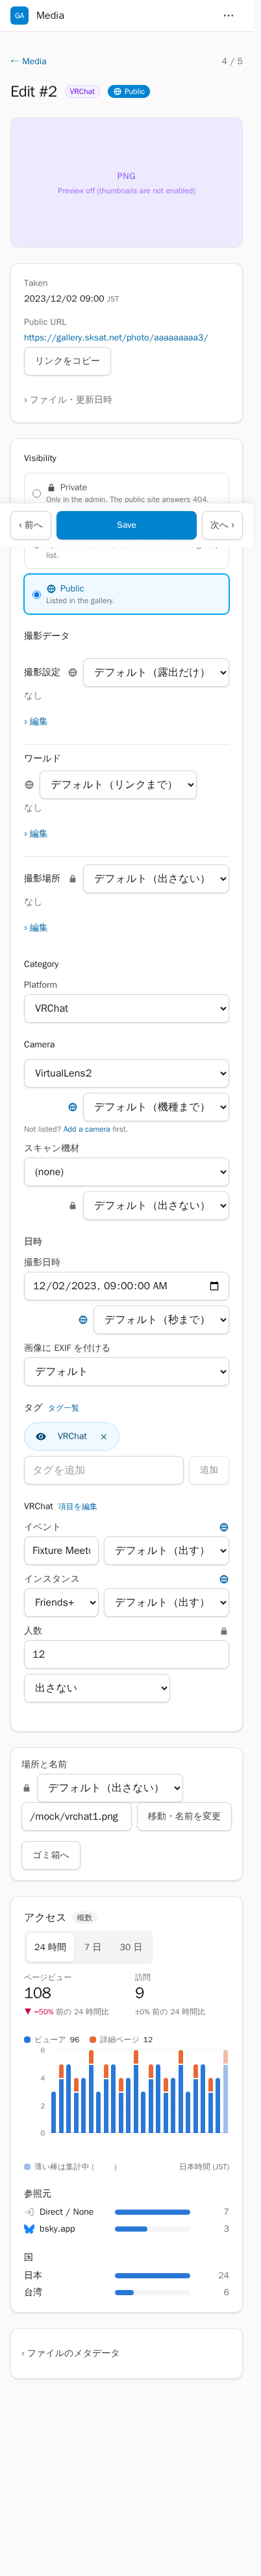 GA Media ···
← Media 4 / 5
Edit #2 VRChat Public
PNG
Preview off (thumbnails are not enabled)
Taken
2023/12/02 09:00 JST
Public URL
https://gallery.sksat.net/photo/aaaaaaaaa3/
リンクをコピー
› ファイル・更新日時
Visibility
Private
Only in the admin. The public site answers 404.
‹ 前へ Save 次へ ›
list.
Public
Listed in the gallery.
撮影データ
撮影設定 デフォルト（露出だけ）
なし
› 編集
ワールド
デフォルト（リンクまで）
なし
› 編集
撮影場所 デフォルト（出さない）
なし
› 編集
Category
Platform
VRChat
Camera
VirtualLens2
デフォルト（機種まで）
Not listed? Add a camera first.
スキャン機材
(none)
デフォルト（出さない）
日時
撮影日時
12/02/2023, 09:00:00 AM
デフォルト（秒まで）
画像に EXIF を付ける
デフォルト
タグ タグ一覧
VRChat ×
タグを追加 追加
VRChat 項目を編集
イベント
Fixture Meetu デフォルト（出す）
インスタンス
Friends+ デフォルト（出す）
人数
12
出さない
場所と名前
デフォルト（出さない）
/mock/vrchat1.png 移動・名前を変更
ゴミ箱へ
アクセス 概数
24 時間 7 日 30 日
ページビュー 訪問
108 9
▼ −50% 前の 24 時間比 ±0% 前の 24 時間比
ビューア 96 詳細ページ 12
6
4
2
0
薄い棒は集計中 ( ) 日本時間 (JST)
参照元
Direct / None 7
bsky.app 3
国
日本 24
台湾 6
› ファイルのメタデータ